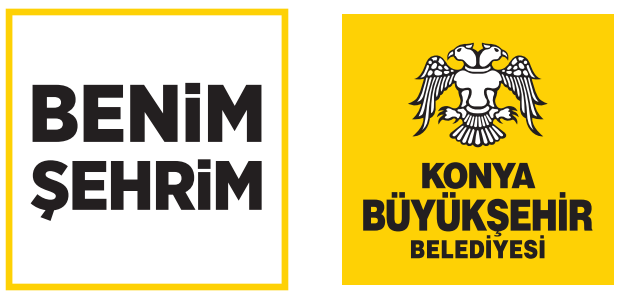 BENiM
ŞEHRiM
KONYA
BÜYÜKŞEHİR
BELEDİYESİ